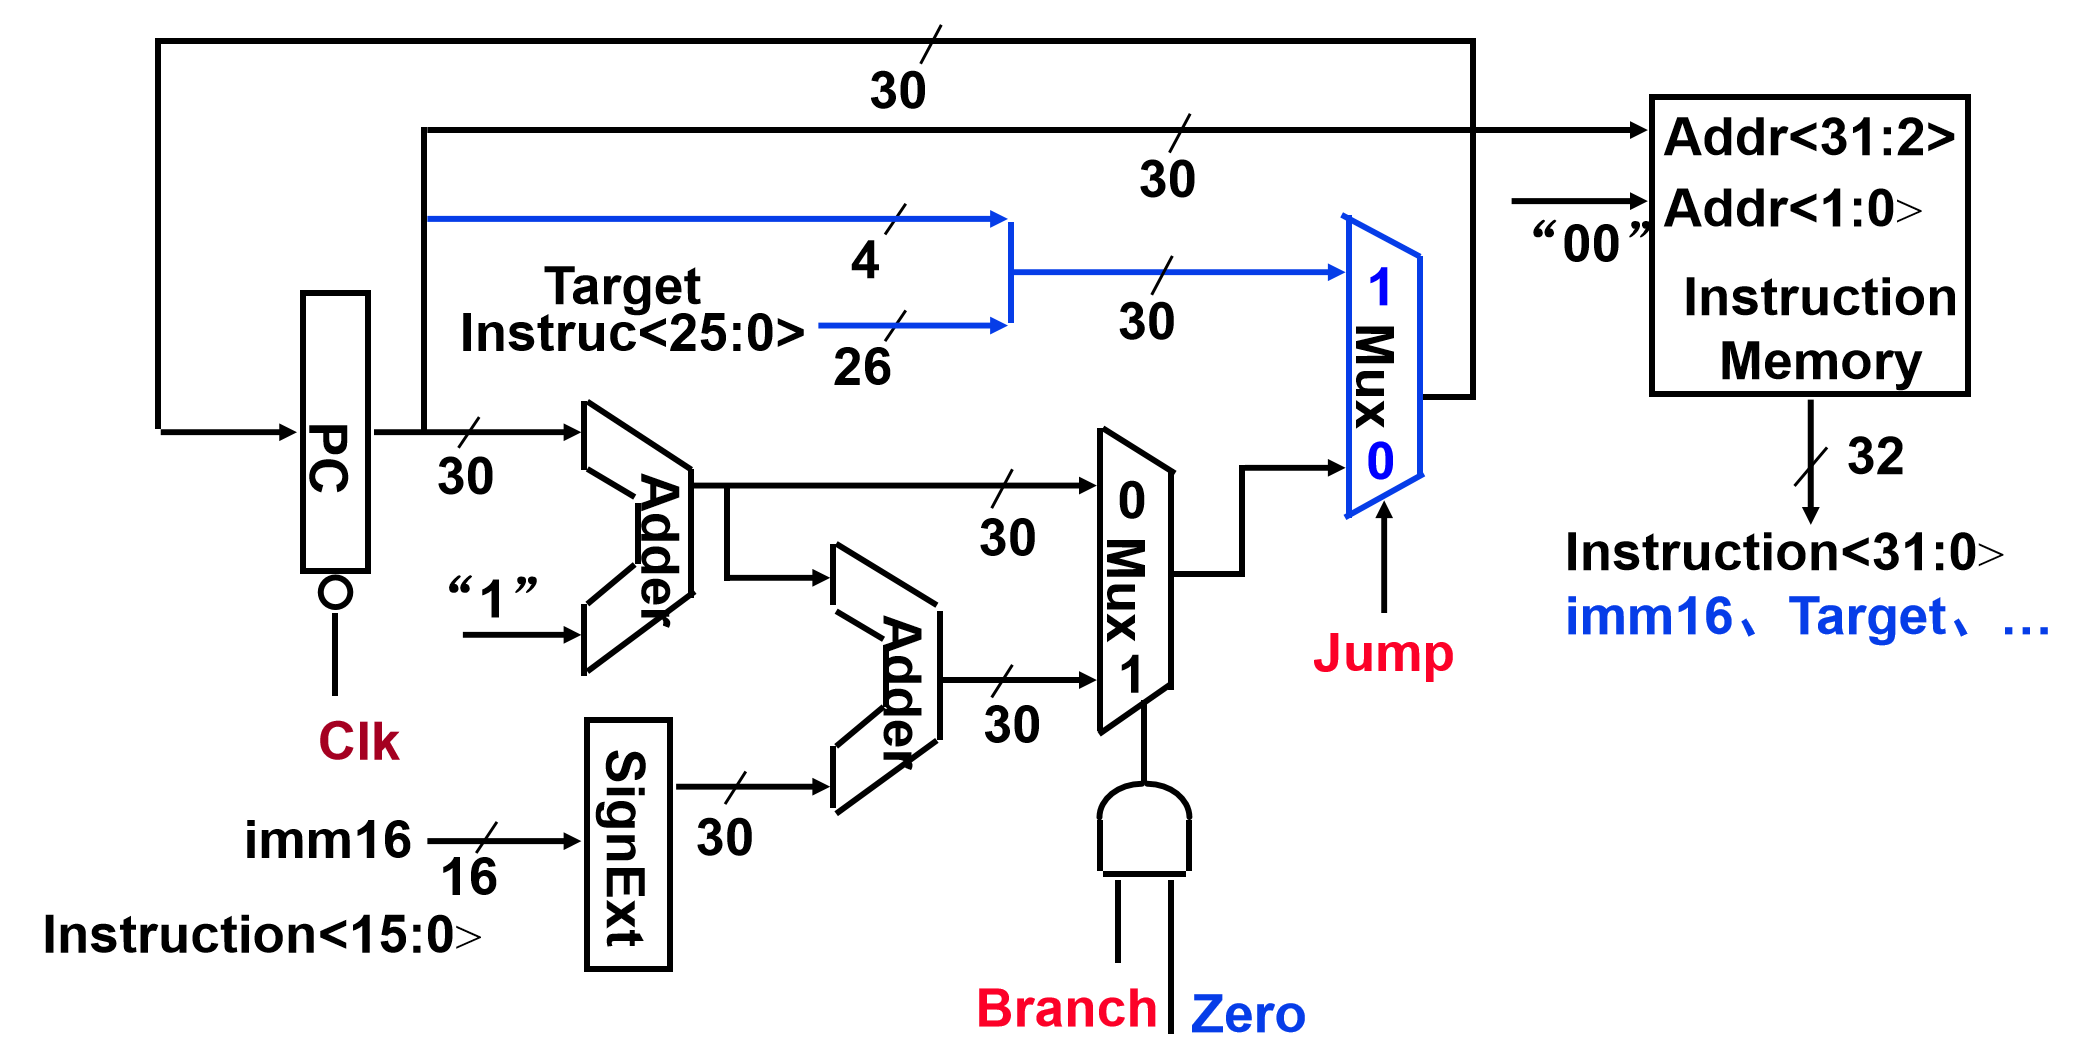 30
Addr<31:2>
30
Addr<1:0>
“00”
4
Target
Instruc<25:0>
26
30
1
Mux
0
Instruction
Memory
PC
30
Adder
“1”
30
0
Mux
1
32
Instruction<31:0>
imm16、Target、…
Jump
Adder
30
Clk
SignExt
30
imm16
16
Instruction<15:0>
Branch
Zero